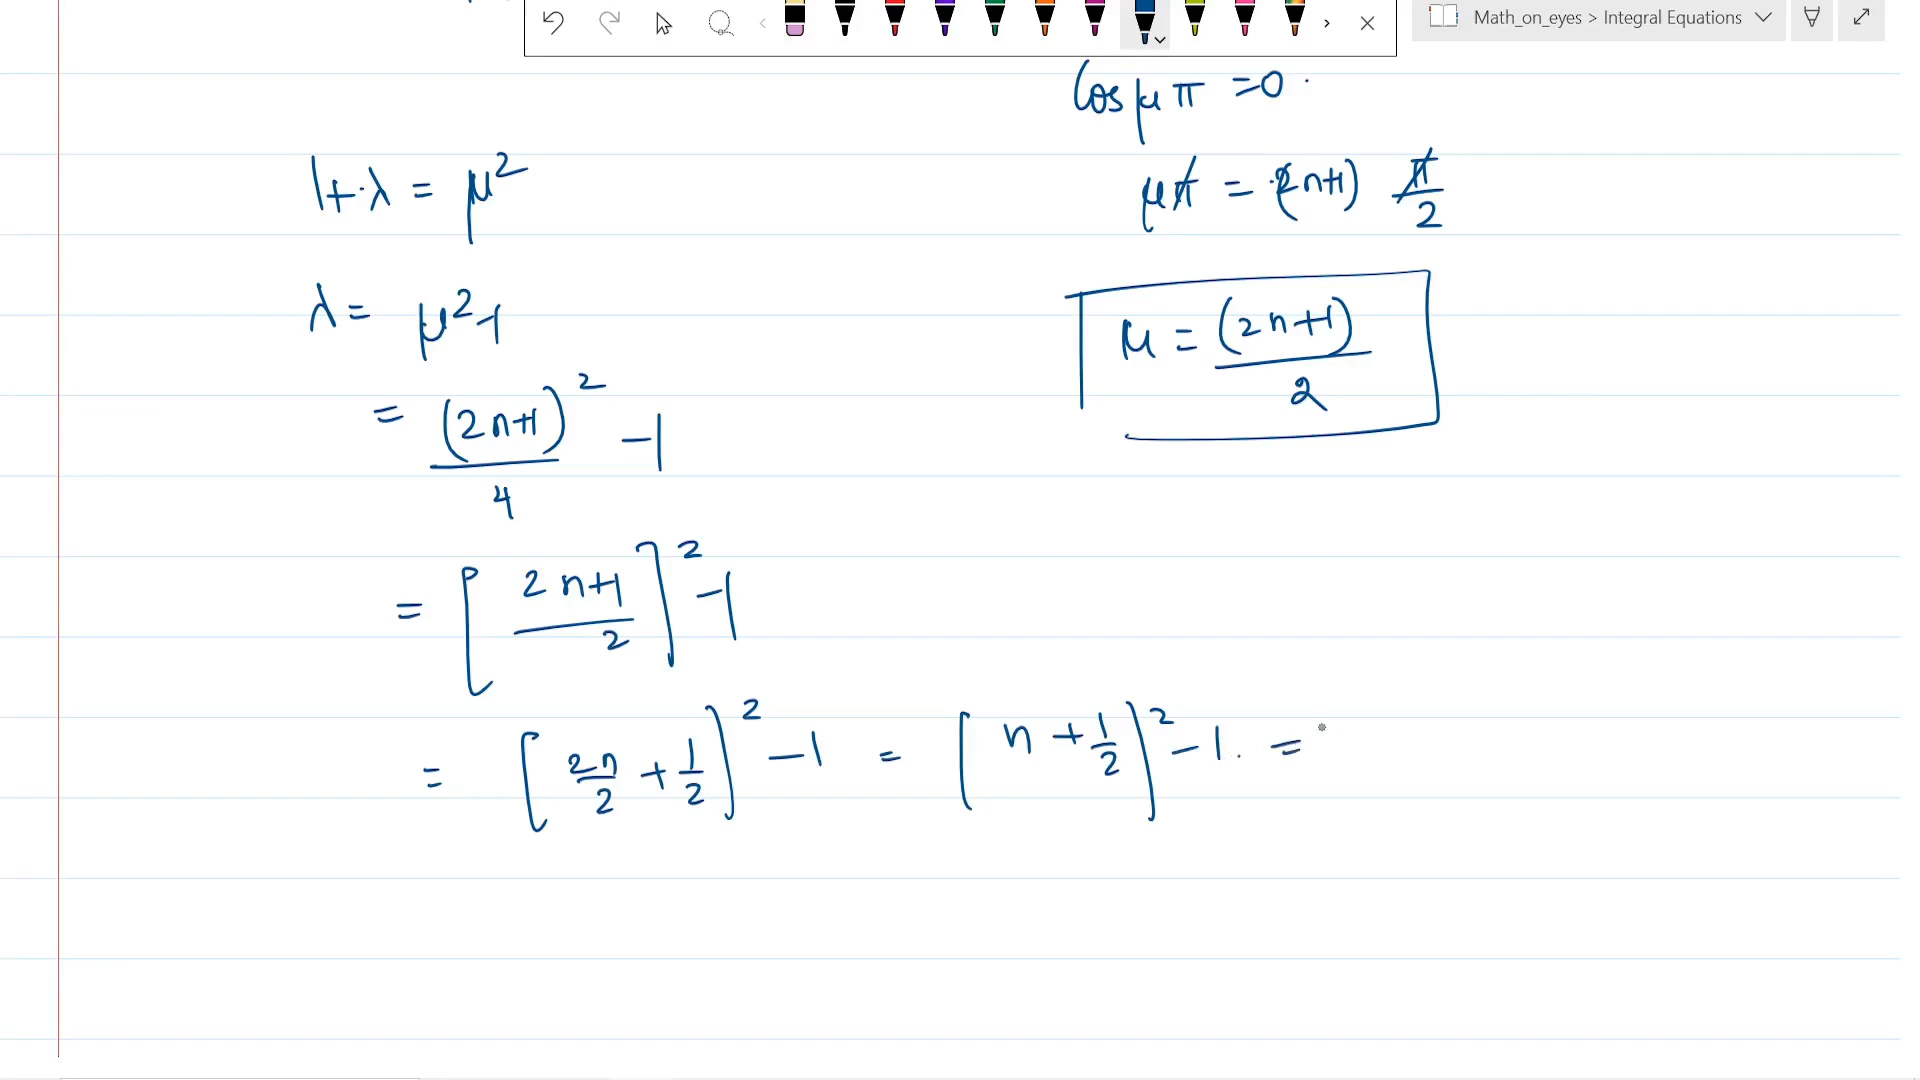 Math_on_eyes > Integral Equations
Cos μπ = 0
1 + λ = μ²
μπ = (2n+1) π/2
λ = μ² - 1
μ = (2n+1)/2
= (2n+1)²/4 - 1
= [2n+1/2]² - 1
= [2n/2 + 1/2]² - 1 = [n + 1/2]² - 1. =